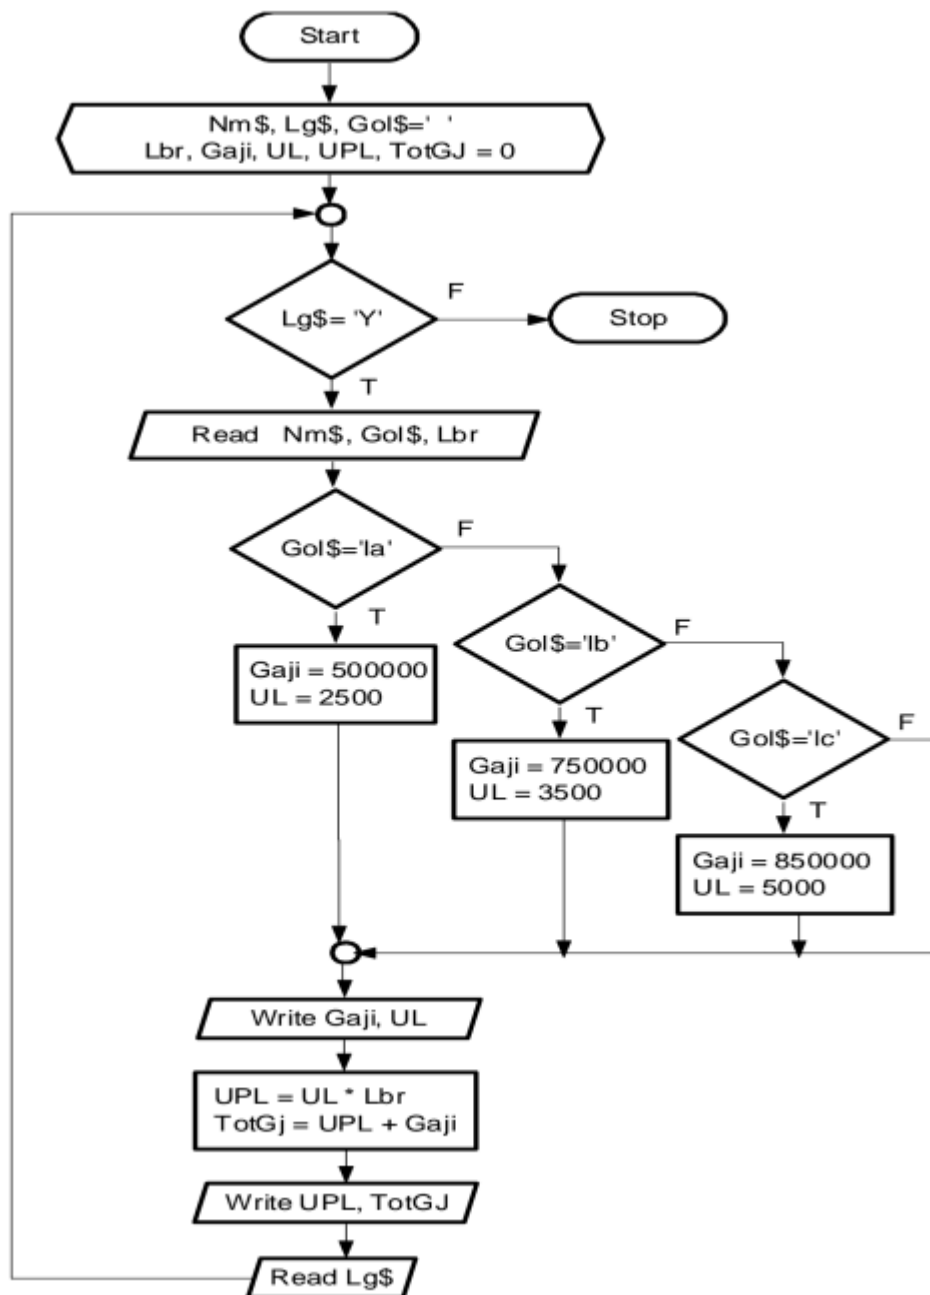 Start
Nm$, Lg$, Gol$=' '
Lbr, Gaji, UL, UPL, TotGJ = 0
Lg$= 'Y'
F
Stop
T
Read Nm$, Gol$, Lbr
Gol$='Ia'
F
T
Gaji = 500000
UL = 2500
Gol$='Ib'
F
T
Gaji = 750000
UL = 3500
Gol$='Ic'
F
T
Gaji = 850000
UL = 5000
Write Gaji, UL
UPL = UL * Lbr
TotGj = UPL + Gaji
Write UPL, TotGJ
Read Lg$